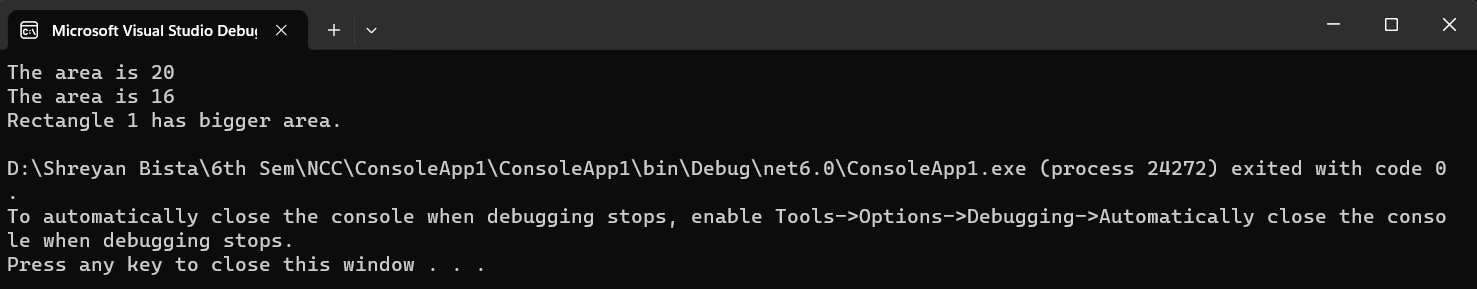 Microsoft Visual Studio Debug
The area is 20
The area is 16
Rectangle 1 has bigger area.
D:\Shreyan Bista\6th Sem\NCC\ConsoleApp1\ConsoleApp1\bin\Debug\net6.0\ConsoleApp1.exe (process 24272) exited with code 0
.
To automatically close the console when debugging stops, enable Tools->Options->Debugging->Automatically close the conso
le when debugging stops.
Press any key to close this window . . .